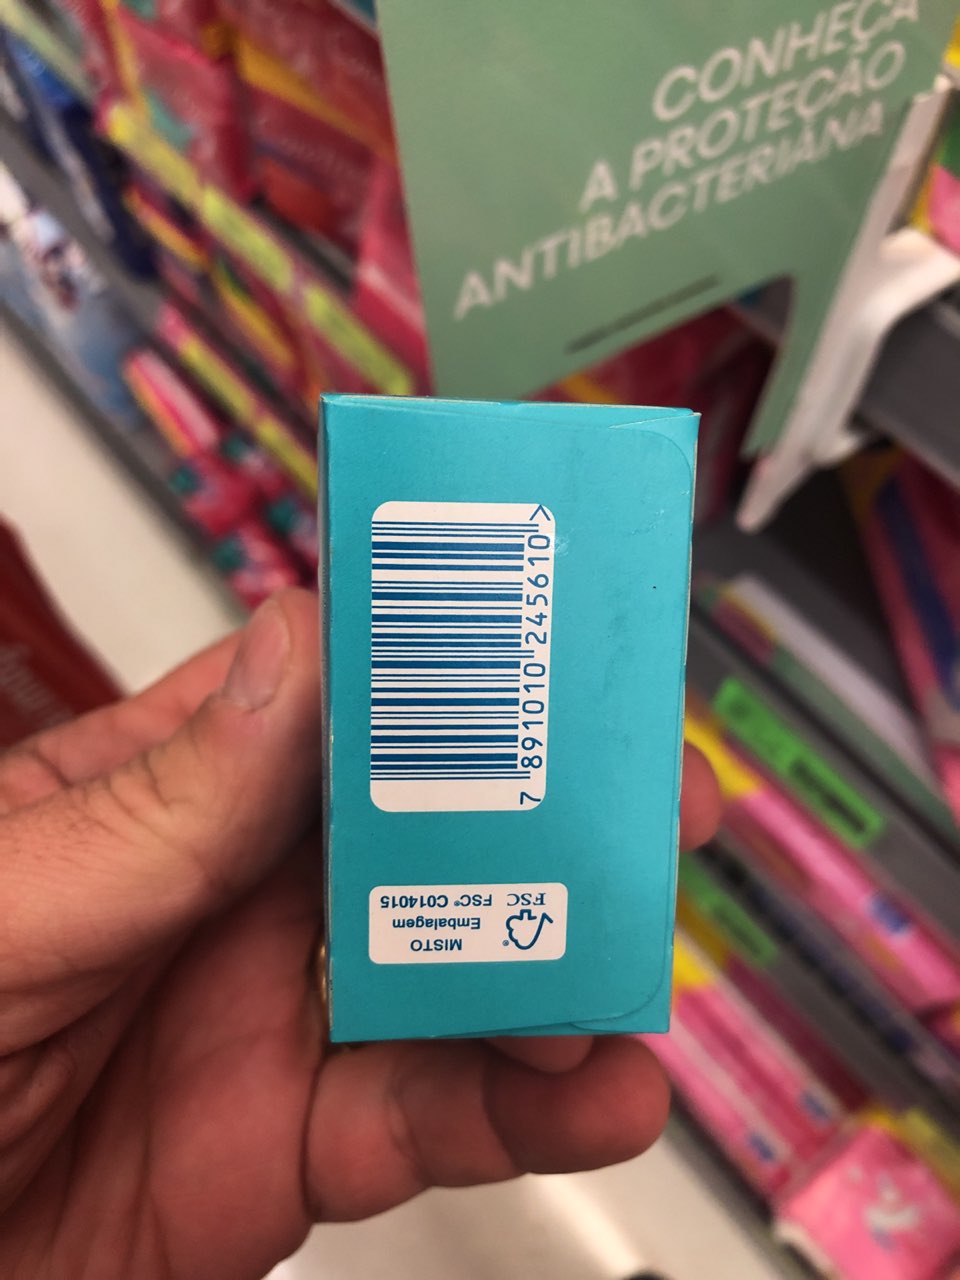 CONHEÇA
A PROTEÇÃO
ANTIBACTERIANA
7 891010 245610 >
FSC
FSC® C014015
MISTO
Embalagem